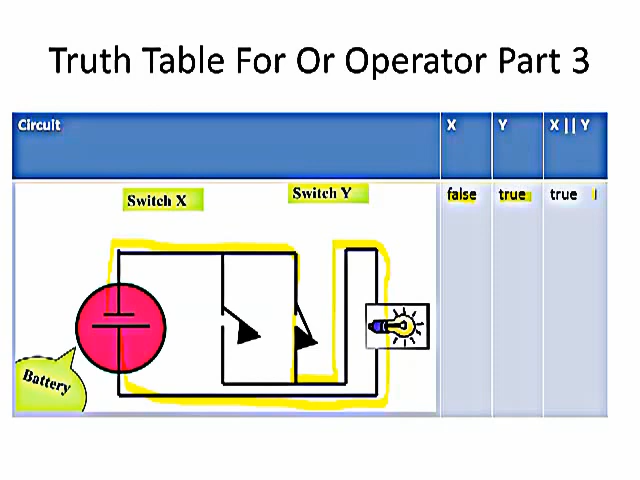 Truth Table For Or Operator Part 3
Circuit X Y X || Y
Switch X Switch Y false true true
Battery